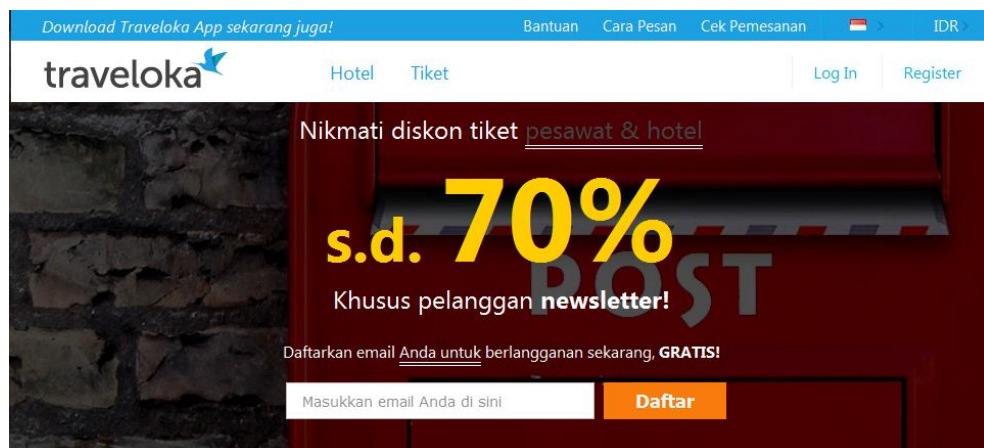 Download Traveloka App sekarang juga! Bantuan Cara Pesan Cek Pemesanan IDR
traveloka Hotel Tiket Log In Register
Nikmati diskon tiket pesawat & hotel
s.d. 70%
POST
Khusus pelanggan newsletter!
Daftarkan email Anda untuk berlangganan sekarang, GRATIS!
Masukkan email Anda di sini Daftar